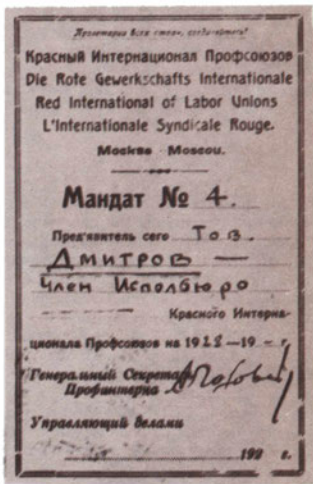 Пролетарии всех стран, соединяйтесь!
Красный Интернационал Профсоюзов
Die Rote Gewerkschafts Internationale
Red International of Labor Unions
L'Internationale Syndicale Rouge.
Москва Moscou.
Мандат № 4.
Пред'явитель сего Тов.
Дмитров —
Член Исполбюро
Красного Интерна-
ционала Профсоюзов на 192 —19 — г.
Генеральный Секретарь
Профинтерна
Управляющий делами
192 г.